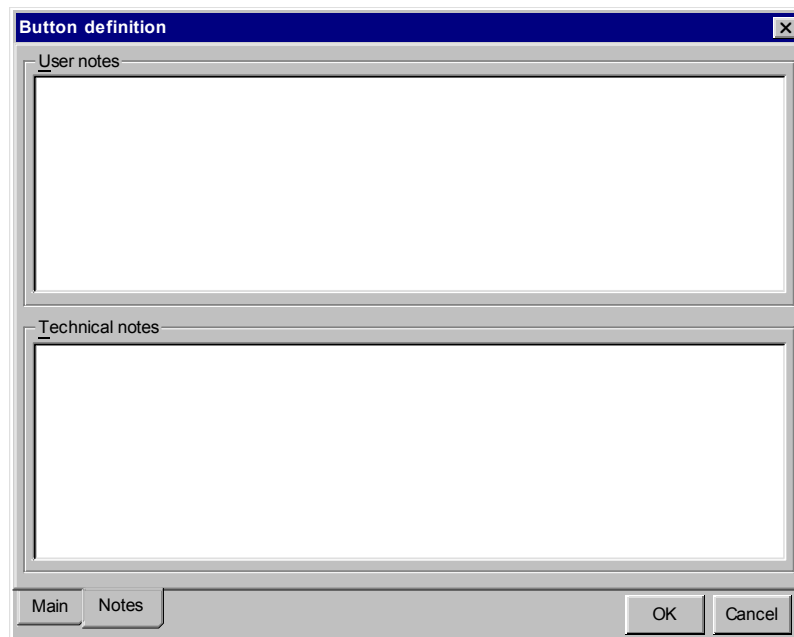 Button definition
User notes
Technical notes
Main Notes OK Cancel